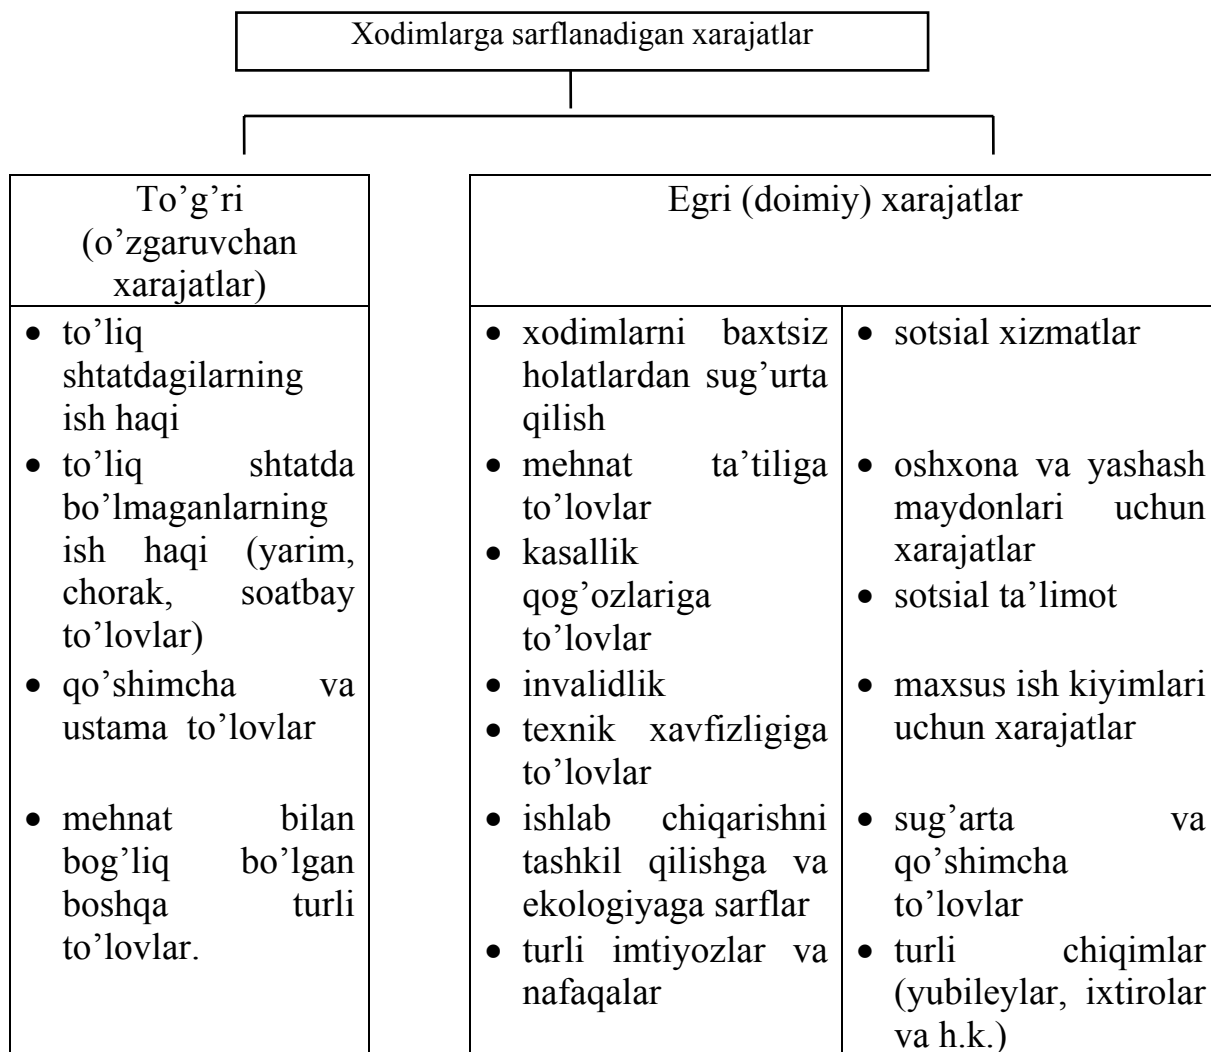 Xodimlarga sarflanadigan xarajatlar
To’g’ri
(o’zgaruvchan
xarajatlar)
• to’liq
shtatdagilarning
ish haqi
• to’liq shtatda
bo’lmaganlarning
ish haqi (yarim,
chorak, soatbay
to’lovlar)
• qo’shimcha va
ustama to’lovlar
• mehnat bilan
bog’liq bo’lgan
boshqa turli
to’lovlar.
Egri (doimiy) xarajatlar
• xodimlarni baxtsiz
holatlardan sug’urta
qilish
• mehnat ta’tiliga
to’lovlar
• kasallik
qog’ozlariga
to’lovlar
• invalidlik
• texnik xavfizligiga
to’lovlar
• ishlab chiqarishni
tashkil qilishga va
ekologiyaga sarflar
• turli imtiyozlar va
nafaqalar
• sotsial xizmatlar
• oshxona va yashash
maydonlari uchun
xarajatlar
• sotsial ta’limot
• maxsus ish kiyimlari
uchun xarajatlar
• sug’arta va
qo’shimcha
to’lovlar
• turli chiqimlar
(yubileylar, ixtirolar
va h.k.)